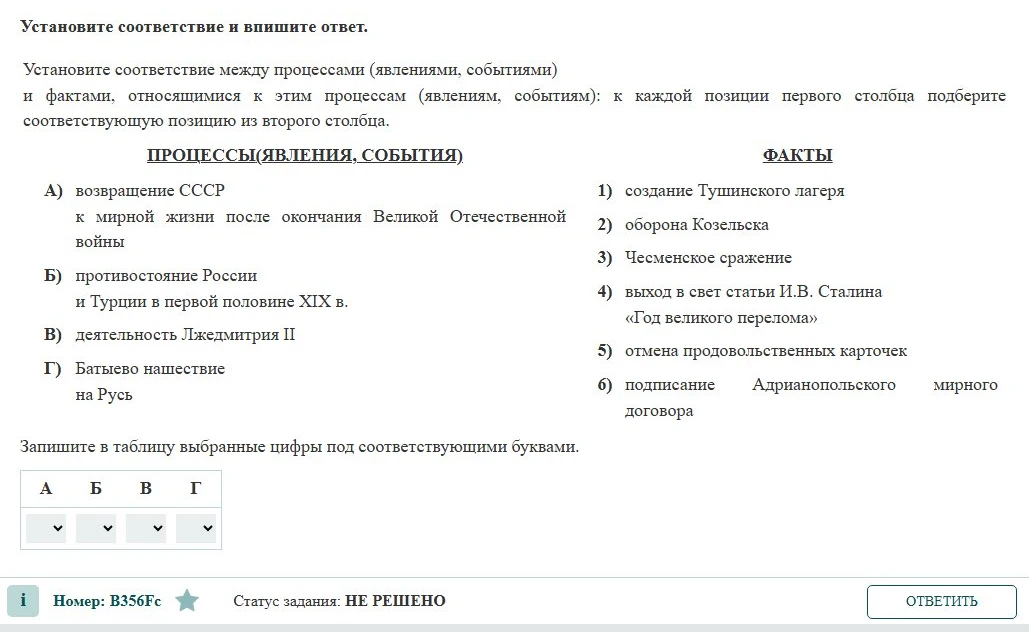 Установите соответствие и впишите ответ.
Установите соответствие между процессами (явлениями, событиями)
и фактами, относящимися к этим процессам (явлениям, событиям): к каждой позиции первого столбца подберите
соответствующую позицию из второго столбца.
ПРОЦЕССЫ(ЯВЛЕНИЯ, СОБЫТИЯ)
А) возвращение СССР
к мирной жизни после окончания Великой Отечественной
войны
Б) противостояние России
и Турции в первой половине XIX в.
В) деятельность Лжедмитрия II
Г) Батыево нашествие
на Русь
ФАКТЫ
1) создание Тушинского лагеря
2) оборона Козельска
3) Чесменское сражение
4) выход в свет статьи И.В. Сталина
«Год великого перелома»
5) отмена продовольственных карточек
6) подписание Адрианопольского мирного
договора
Запишите в таблицу выбранные цифры под соответствующими буквами.
А Б В Г
i Номер: B356Fc Статус задания: НЕ РЕШЕНО ОТВЕТИТЬ